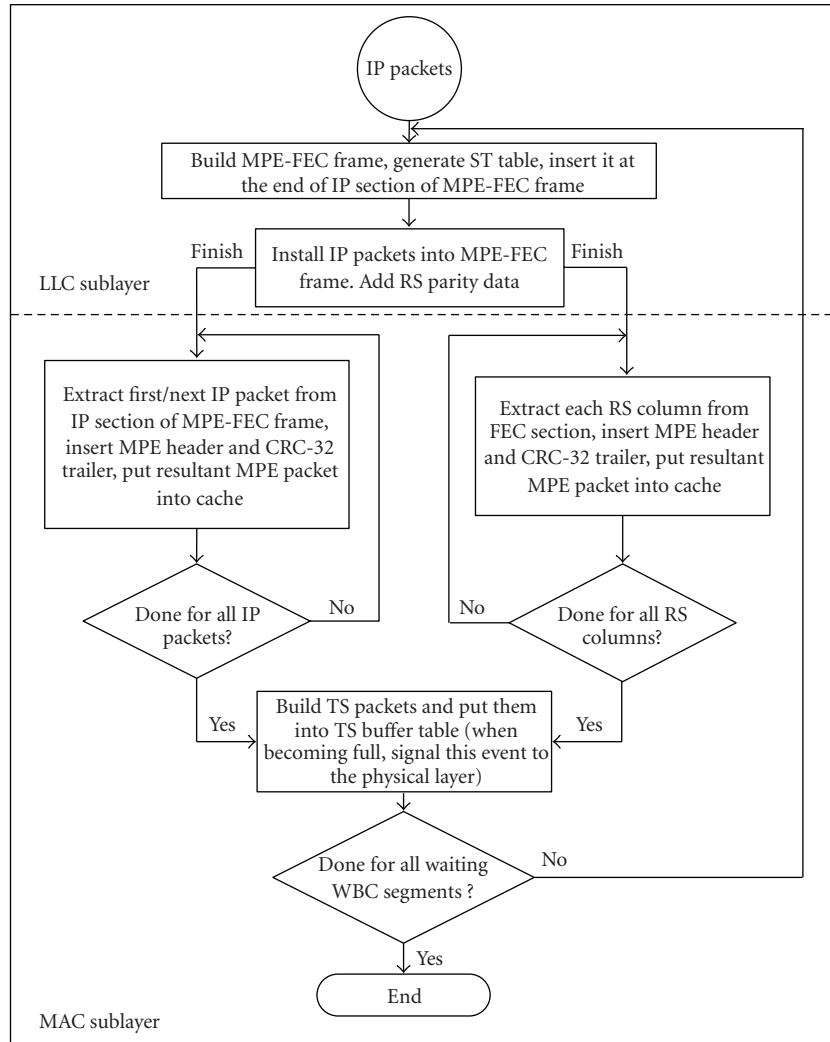 IP packets
Build MPE-FEC frame, generate ST table, insert it at
the end of IP section of MPE-FEC frame
Finish
Install IP packets into MPE-FEC
frame. Add RS parity data
Finish
LLC sublayer
Extract first/next IP packet from
IP section of MPE-FEC frame,
insert MPE header and CRC-32
trailer, put resultant MPE packet
into cache
Extract each RS column from
FEC section, insert MPE header
and CRC-32 trailer, put resultant
MPE packet into cache
Done for all IP
packets?
No
No
Done for all RS
columns?
Yes
Build TS packets and put them
into TS buffer table (when
becoming full, signal this event to
the physical layer)
Yes
Done for all waiting
WBC segments ?
No
Yes
End
MAC sublayer